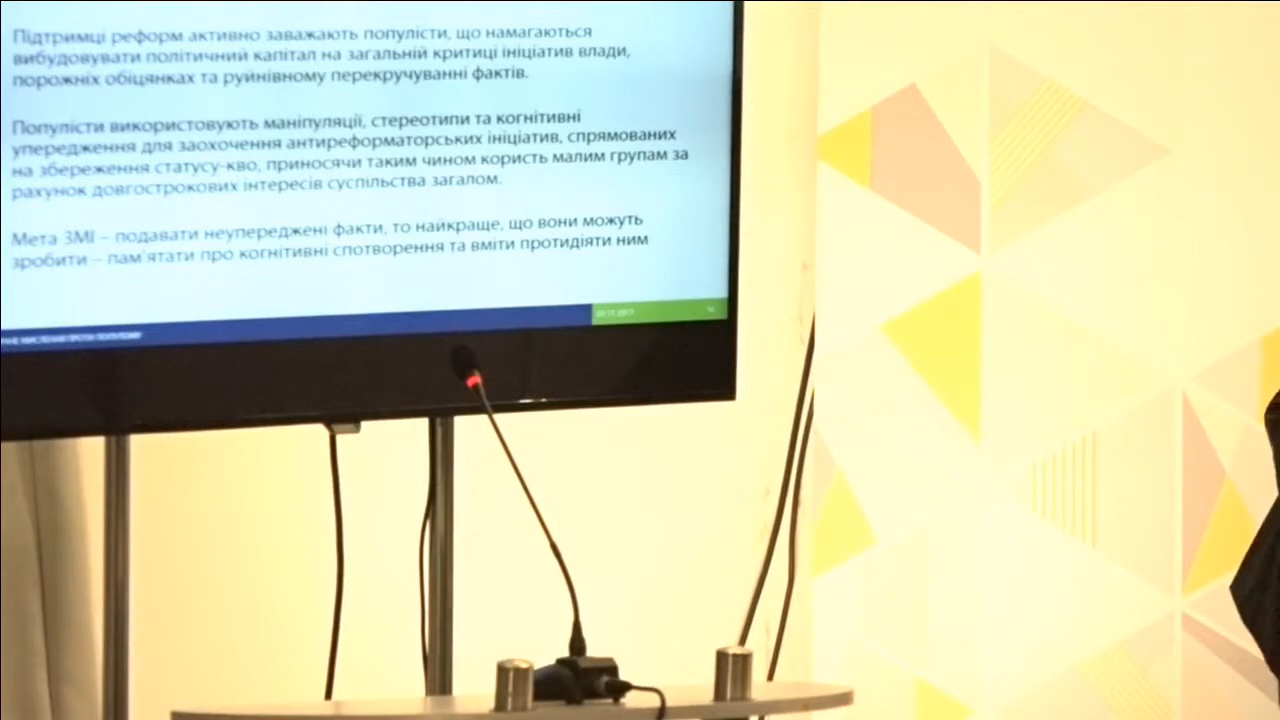 Підтримці реформ активно заважають популісти, що намагаються
вибудовувати політичний капітал на загальній критиці ініціатив влади,
порожніх обіцянках та руйнівному перекручуванні фактів.
Популісти використовують маніпуляції, стереотипи та когнітивні
упередження для заохочення антиреформаторських ініціатив, спрямованих
на збереження статусу-кво, приносячи таким чином користь малим групам за
рахунок довгострокових інтересів суспільства загалом.
Мета ЗМІ – подавати неупереджені факти, то найкраще, що вони можуть
зробити – пам'ятати про когнітивні спотворення та вміти протидіяти ним
МИСЛЕННЯ ПРОТИ ПОПУЛІЗМУ